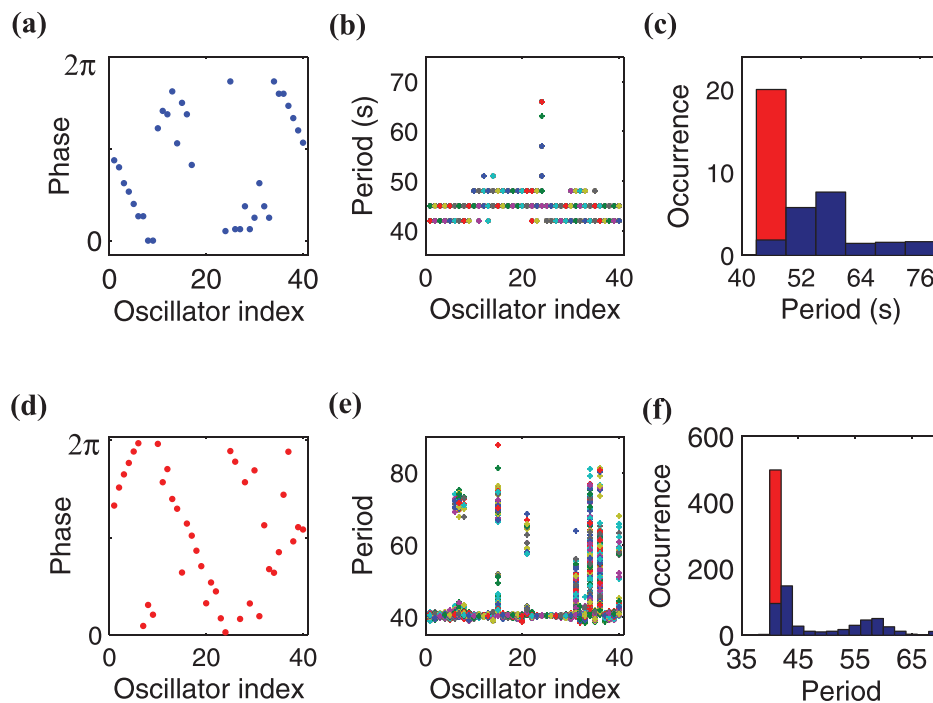 (a)
(b)
(c)
2π
0
Phase
0
20
40
Oscillator index
70
60
50
40
Period (s)
0
20
40
Oscillator index
20
10
0
Occurrence
40
52
64
76
Period (s)
(d)
(e)
(f)
2π
0
Phase
0
20
40
Oscillator index
80
60
40
Period
0
20
40
Oscillator index
600
400
200
0
Occurrence
35
45
55
65
Period